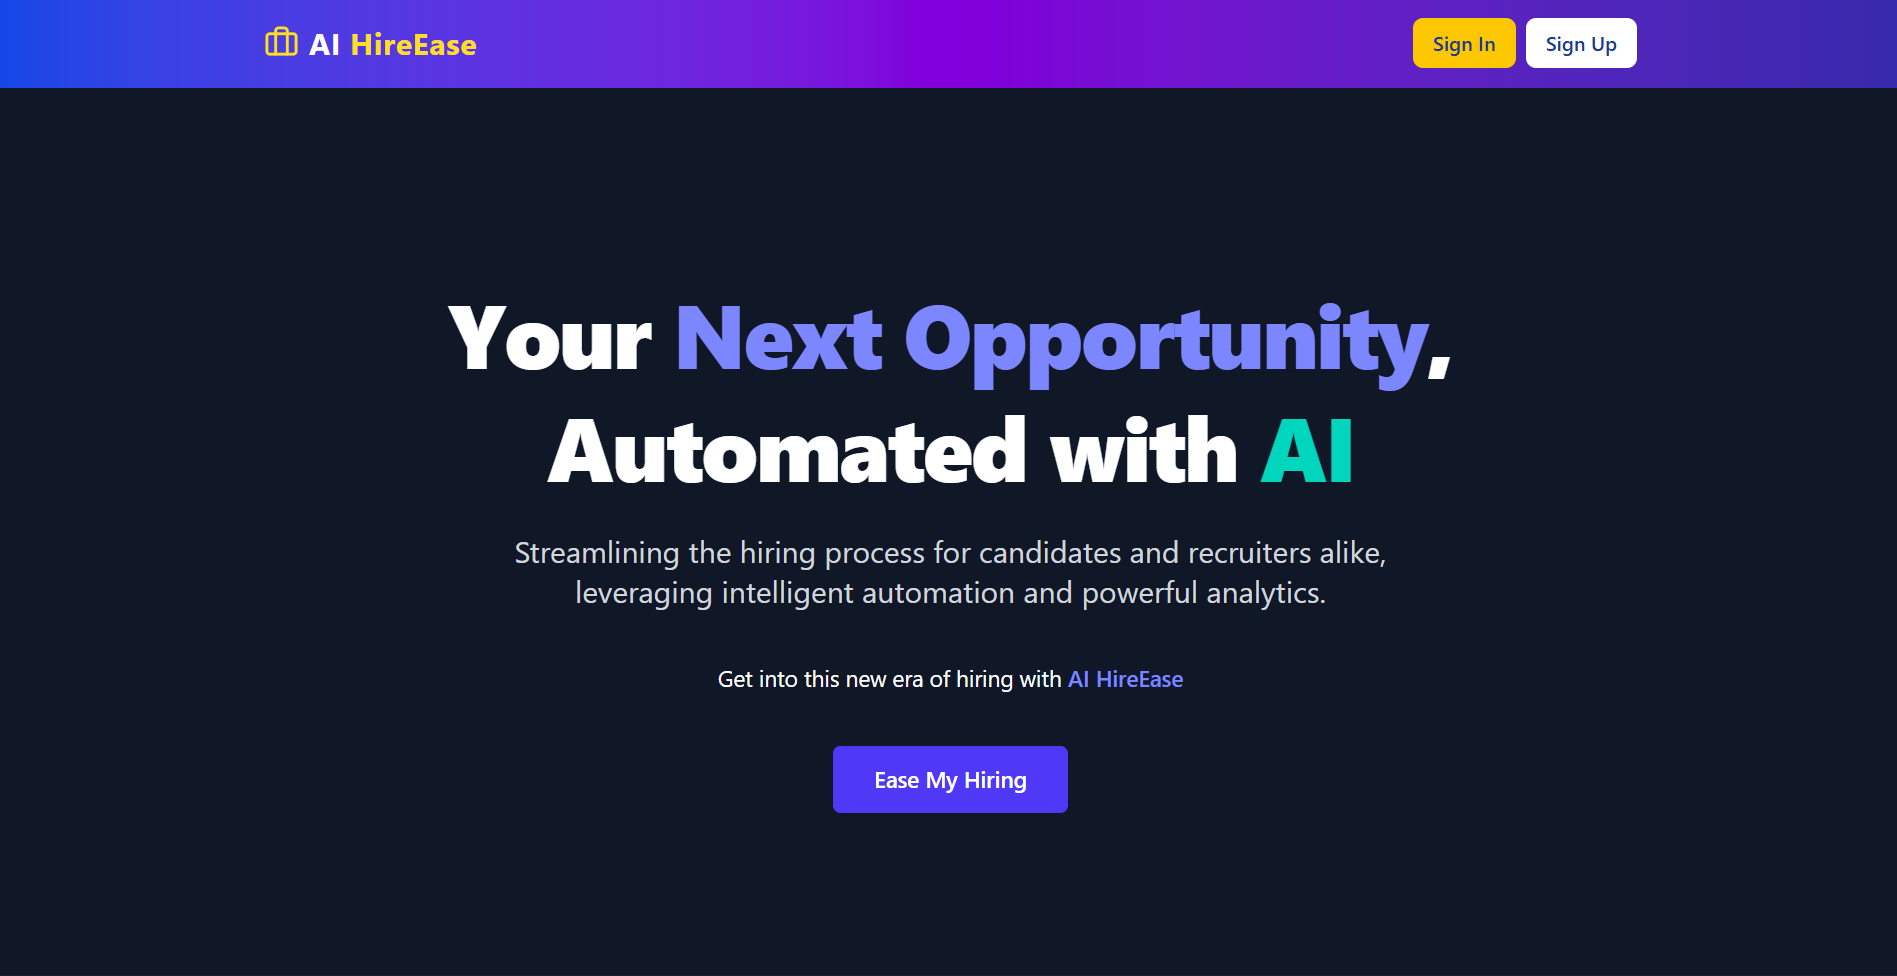 AI HireEase
Sign In
Sign Up
Your Next Opportunity,
Automated with AI
Streamlining the hiring process for candidates and recruiters alike,
leveraging intelligent automation and powerful analytics.
Get into this new era of hiring with AI HireEase
Ease My Hiring